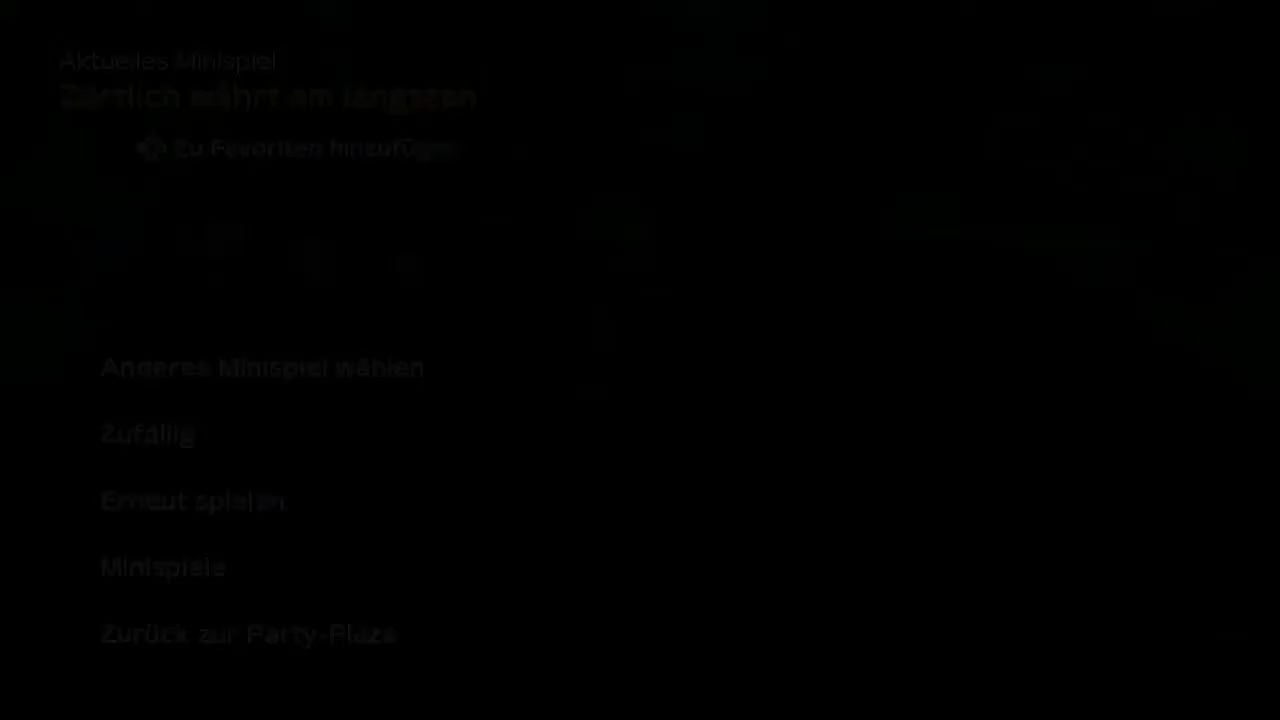 Aktuelles Minispiel
Zärtlich währt am längsten
Zu Favoriten hinzufügen
Anderes Minispiel wählen
Zufällig
Erneut spielen
Minispiele
Zurück zur Party-Plaza